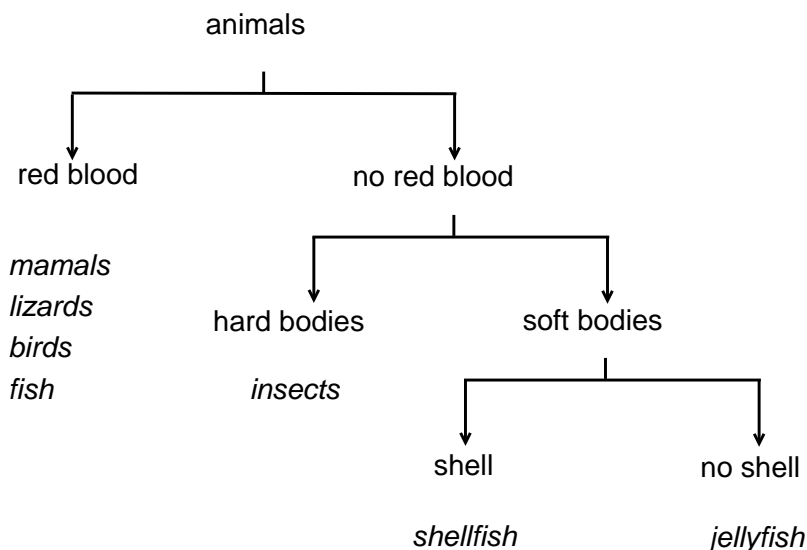 animals
red blood
no red blood
mamals
lizards
birds
fish
hard bodies
soft bodies
insects
shell
no shell
shellfish
jellyfish